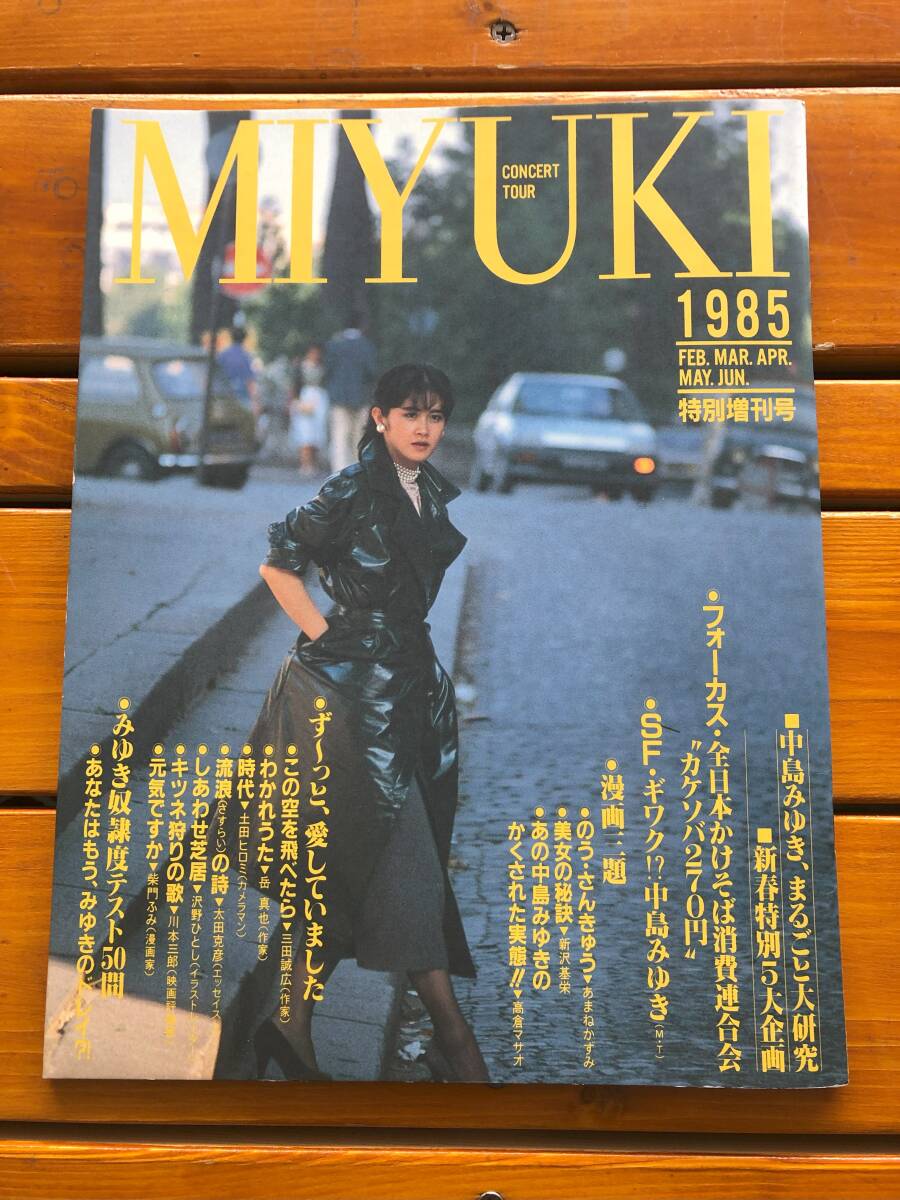 MIYUKI
CONCERT
TOUR
1985
FEB. MAR. APR.
MAY. JUN.
特別増刊号
■中島みゆき、まるごと大研究
■新春特別5大企画
●フォーカス・全日本かけそば消費連合会
“カケソバ270円”
●SF・ギワク!?中島みゆき(M・T)
●漫画三題
●のう・さんきゅう▼あまねかずみ
●美女の秘訣▼新沢基栄
●あの中島みゆきの
かくされた実態!!▼高倉マサオ
●ず〜っと、愛していました
●この空を飛べたら▼三田誠広(作家)
●わかれうた▼岳 真也(作家)
●時代▼土田ヒロミ(カメラマン)
●流浪(さすらい)の詩▼太田克彦(エッセイスト)
●しあわせ芝居▼沢野ひとし(イラストレーター)
●キツネ狩りの歌▼川本三郎(映画評論家)
●元気ですか▼柴門ふみ(漫画家)
●みゆき奴隷度テスト50問
●あなたはもう、みゆきのドレイ?!